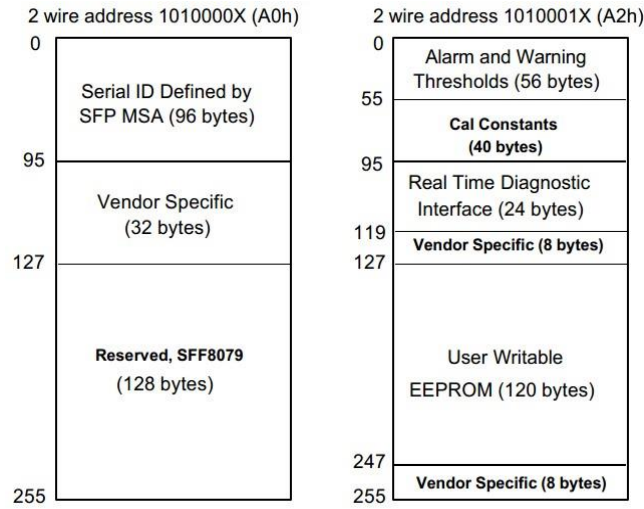 2 wire address 1010000X (A0h)
0
Serial ID Defined by
SFP MSA (96 bytes)
95
Vendor Specific
(32 bytes)
127
Reserved, SFF8079
(128 bytes)
255
2 wire address 1010001X (A2h)
0
Alarm and Warning
Thresholds (56 bytes)
55
Cal Constants
(40 bytes)
95
Real Time Diagnostic
Interface (24 bytes)
119
Vendor Specific (8 bytes)
127
User Writable
EEPROM (120 bytes)
247
Vendor Specific (8 bytes)
255